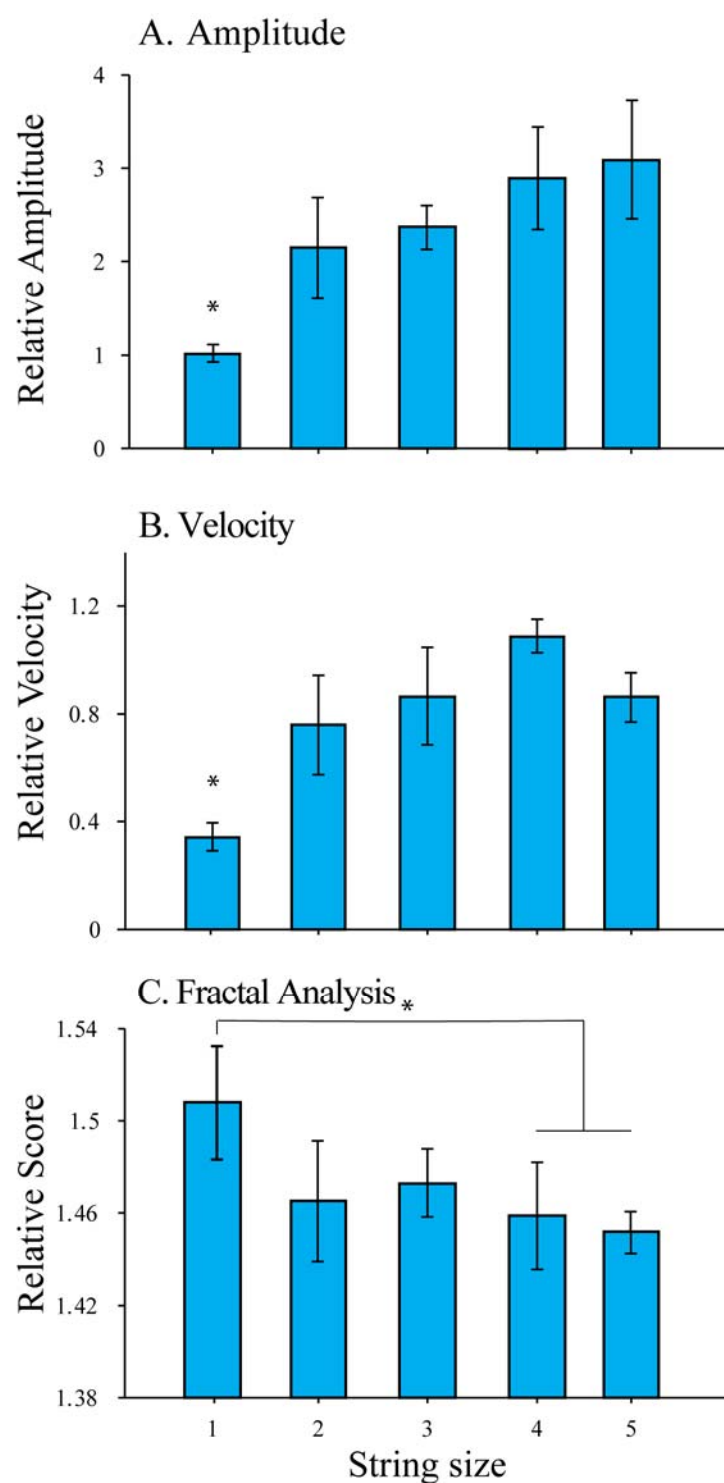 A. Amplitude
Relative Amplitude
4
3
2
1
0
*
B. Velocity
Relative Velocity
1.2
0.8
0.4
0
*
C. Fractal Analysis
*
Relative Score
1.54
1.5
1.46
1.42
1.38
1 2 3 4 5
String size